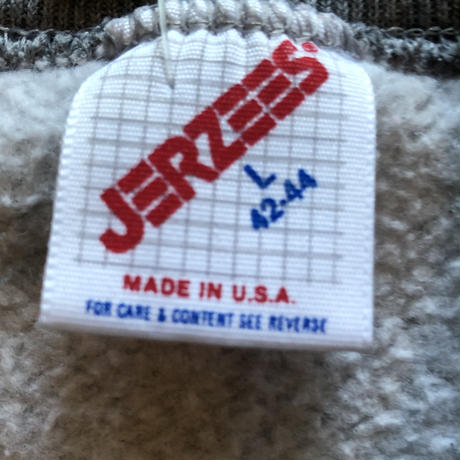 JERZEES
L
42-44
MADE IN U.S.A.
FOR CARE & CONTENT SEE REVERSE